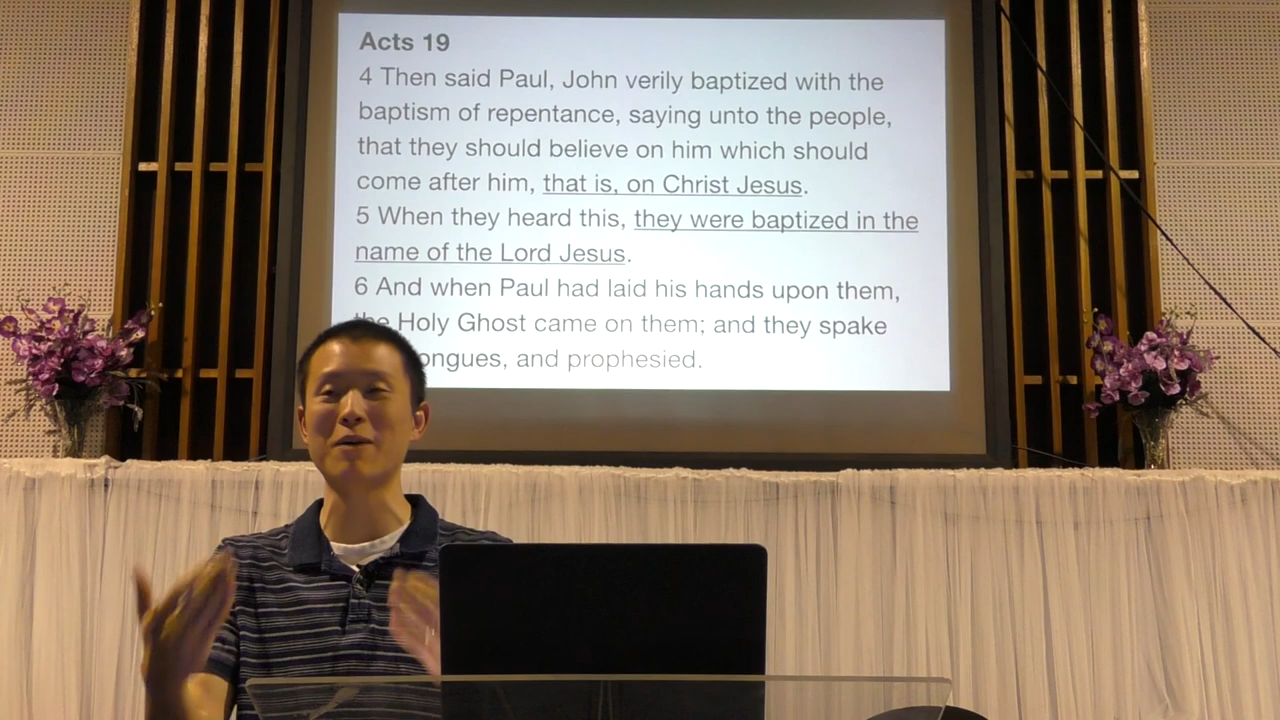 Acts 19
4 Then said Paul, John verily baptized with the
baptism of repentance, saying unto the people,
that they should believe on him which should
come after him, that is, on Christ Jesus.
5 When they heard this, they were baptized in the
name of the Lord Jesus.
6 And when Paul had laid his hands upon them,
the Holy Ghost came on them; and they spake
ongues, and prophesied.